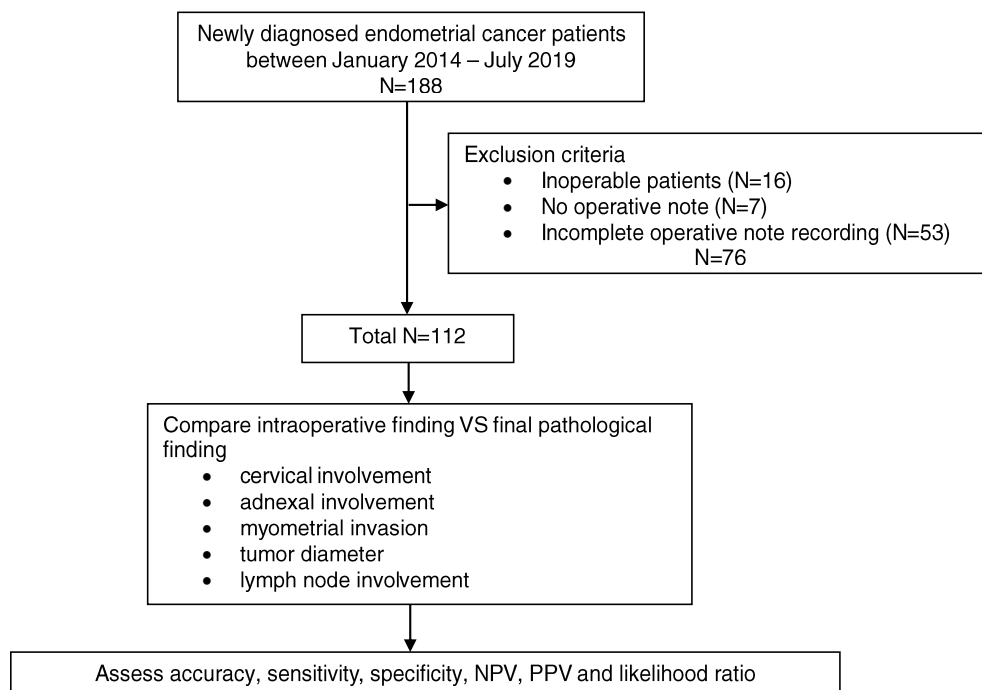 Newly diagnosed endometrial cancer patients
between January 2014 – July 2019
N=188
Exclusion criteria
• Inoperable patients (N=16)
• No operative note (N=7)
• Incomplete operative note recording (N=53)
N=76
Total N=112
Compare intraoperative finding VS final pathological
finding
• cervical involvement
• adnexal involvement
• myometrial invasion
• tumor diameter
• lymph node involvement
Assess accuracy, sensitivity, specificity, NPV, PPV and likelihood ratio